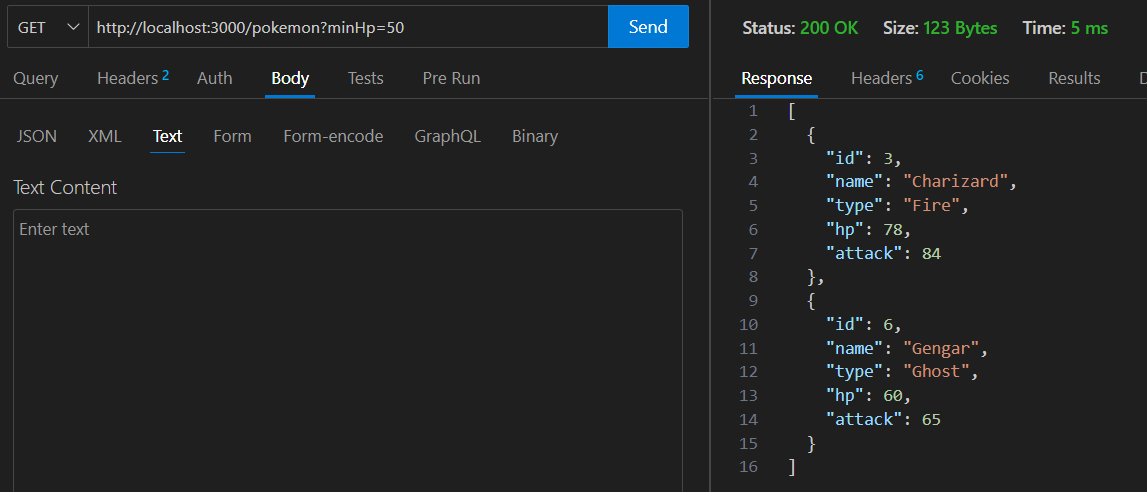 GET http://localhost:3000/pokemon?minHp=50 Send
Query Headers 2 Auth Body Tests Pre Run
JSON XML Text Form Form-encode GraphQL Binary
Text Content
Enter text
Status: 200 OK Size: 123 Bytes Time: 5 ms
Response Headers 6 Cookies Results D
1 [
2 {
3 "id": 3,
4 "name": "Charizard",
5 "type": "Fire",
6 "hp": 78,
7 "attack": 84
8 },
9 {
10 "id": 6,
11 "name": "Gengar",
12 "type": "Ghost",
13 "hp": 60,
14 "attack": 65
15 }
16 ]